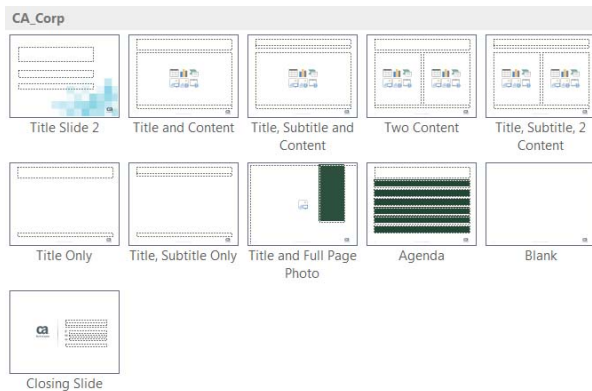 CA_Corp
Title Slide 2
Title and Content
Title, Subtitle and
Content
Two Content
Title, Subtitle, 2
Content
Title Only
Title, Subtitle Only
Title and Full Page
Photo
Agenda
Blank
ca
Closing Slide